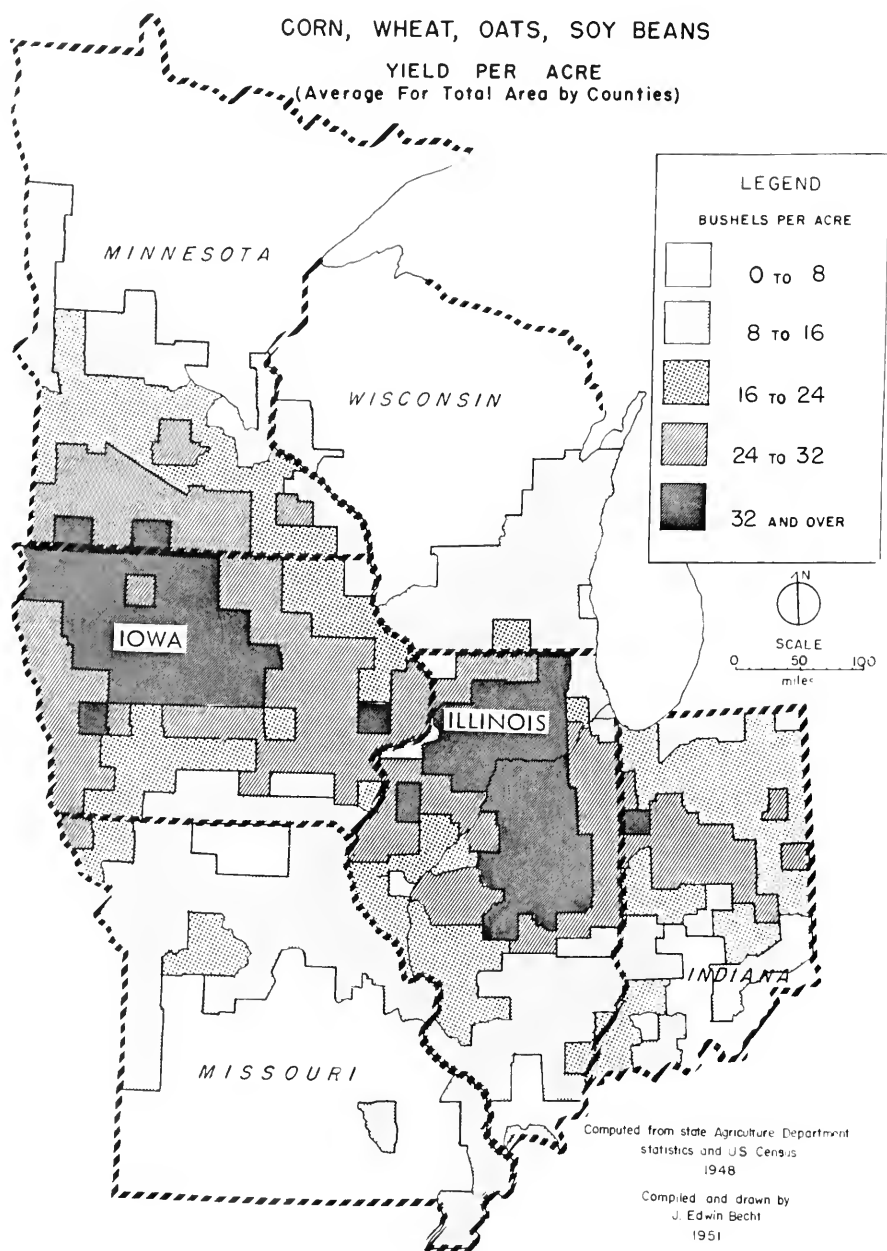 CORN, WHEAT, OATS, SOY BEANS
YIELD PER ACRE
(Average For Total Area by Counties)
LEGEND
BUSHELS PER ACRE
0 TO 8
8 TO 16
16 TO 24
24 TO 32
32 AND OVER
MINNESOTA
WISCONSIN
N
SCALE
0 50 100
miles
IOWA
ILLINOIS
INDIANA
MISSOURI
Computed from state Agriculture Department
statistics and US Census
1948
Compiled and drawn by
J. Edwin Becht
1951